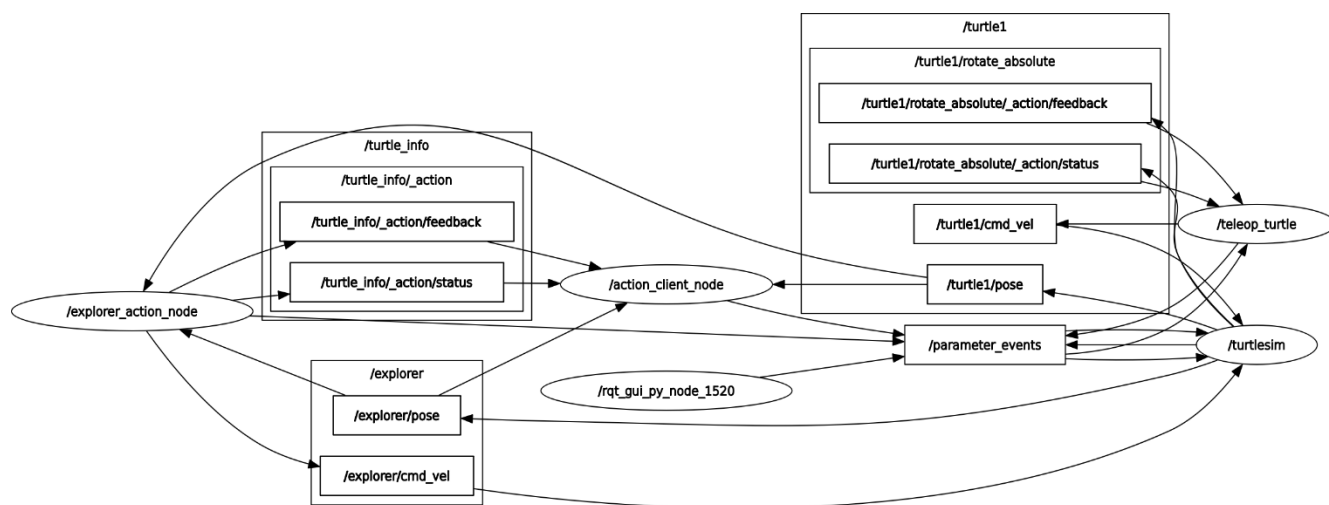 /turtle1
/turtle1/rotate_absolute
/turtle1/rotate_absolute/_action/feedback
/turtle1/rotate_absolute/_action/status
/turtle1/cmd_vel
/turtle1/pose
/turtle_info
/turtle_info/_action
/turtle_info/_action/feedback
/turtle_info/_action/status
/teleop_turtle
/action_client_node
/explorer_action_node
/parameter_events
/turtlesim
/explorer
/explorer/pose
/explorer/cmd_vel
/rqt_gui_py_node_1520